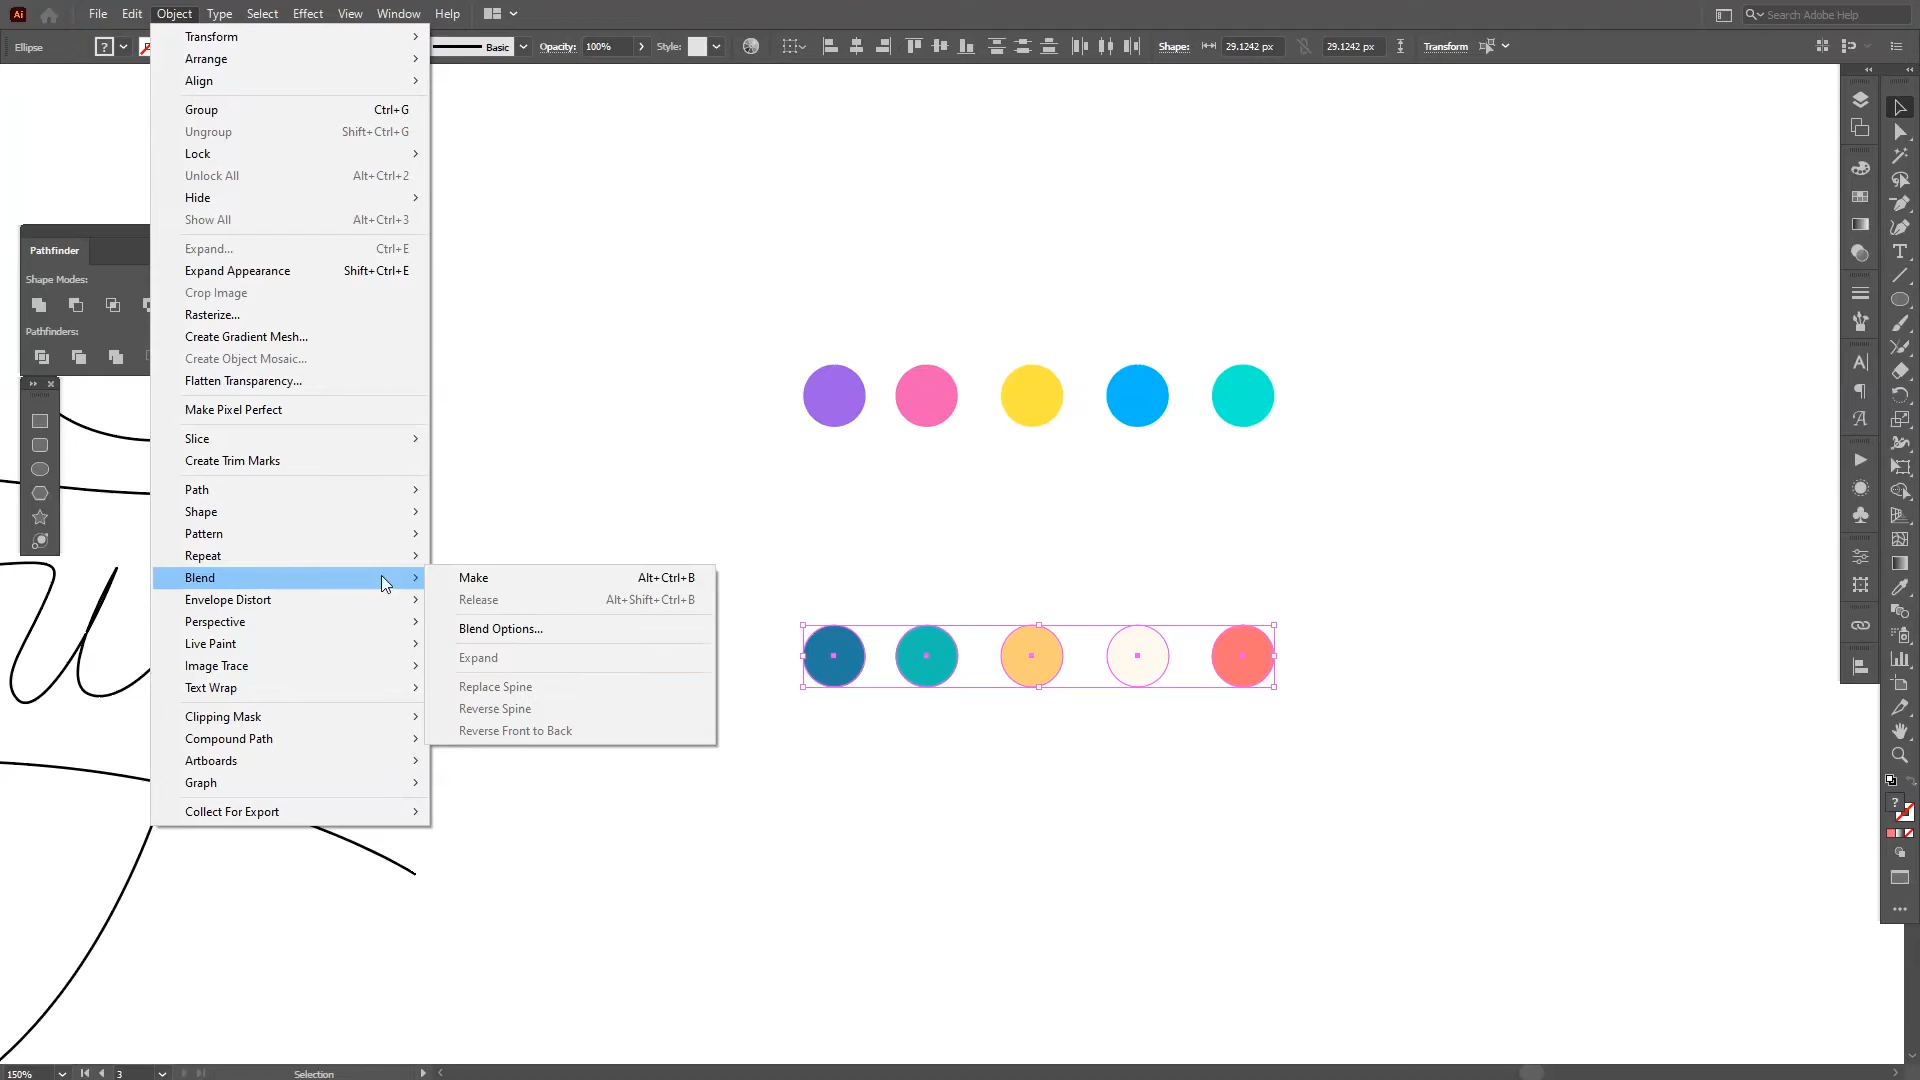 Ai File Edit Object Type Select Effect View Window Help Search Adobe Help
Ellipse ? Basic Opacity: 100% Style: Shape: 29.1242 px 29.1242 px Transform
Transform
Arrange
Align
Group Ctrl+G
Ungroup Shift+Ctrl+G
Lock
Unlock All Alt+Ctrl+2
Hide
Show All Alt+Ctrl+3
Expand... Ctrl+E
Expand Appearance Shift+Ctrl+E
Crop Image
Rasterize...
Create Gradient Mesh...
Create Object Mosaic...
Flatten Transparency...
Make Pixel Perfect
Slice
Create Trim Marks
Path
Shape
Pattern
Repeat
Blend
Envelope Distort
Perspective
Live Paint
Image Trace
Text Wrap
Clipping Mask
Compound Path
Artboards
Graph
Collect For Export
Make Alt+Ctrl+B
Release Alt+Shift+Ctrl+B
Blend Options...
Expand
Replace Spine
Reverse Spine
Reverse Front to Back
Pathfinder
Shape Modes:
Pathfinders:
?
150% 3 Selection